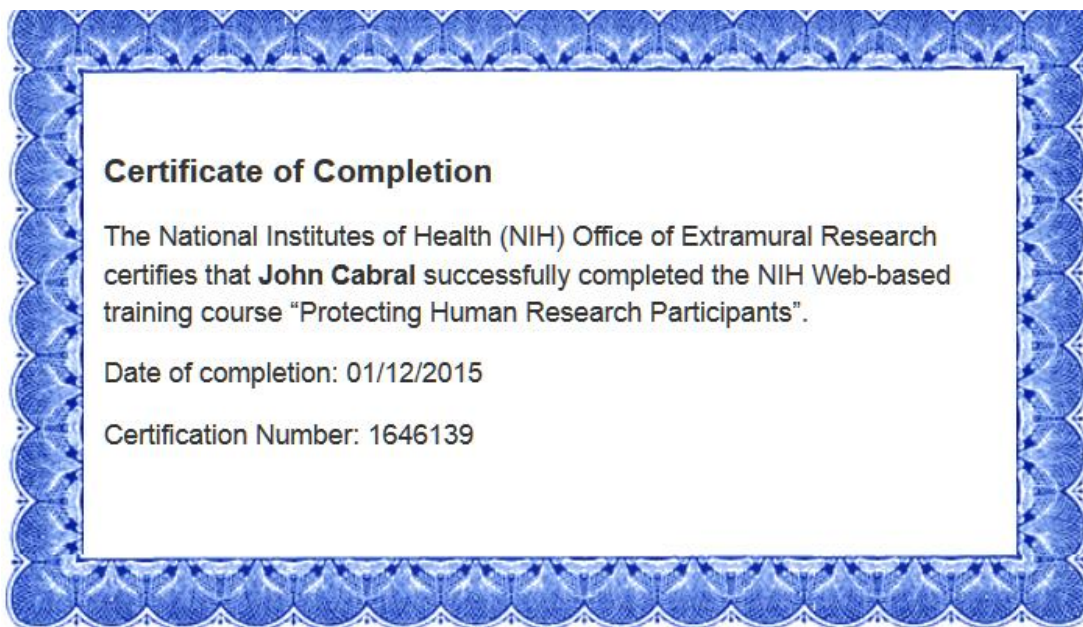 Certificate of Completion
The National Institutes of Health (NIH) Office of Extramural Research
certifies that John Cabral successfully completed the NIH Web-based
training course “Protecting Human Research Participants”.
Date of completion: 01/12/2015
Certification Number: 1646139